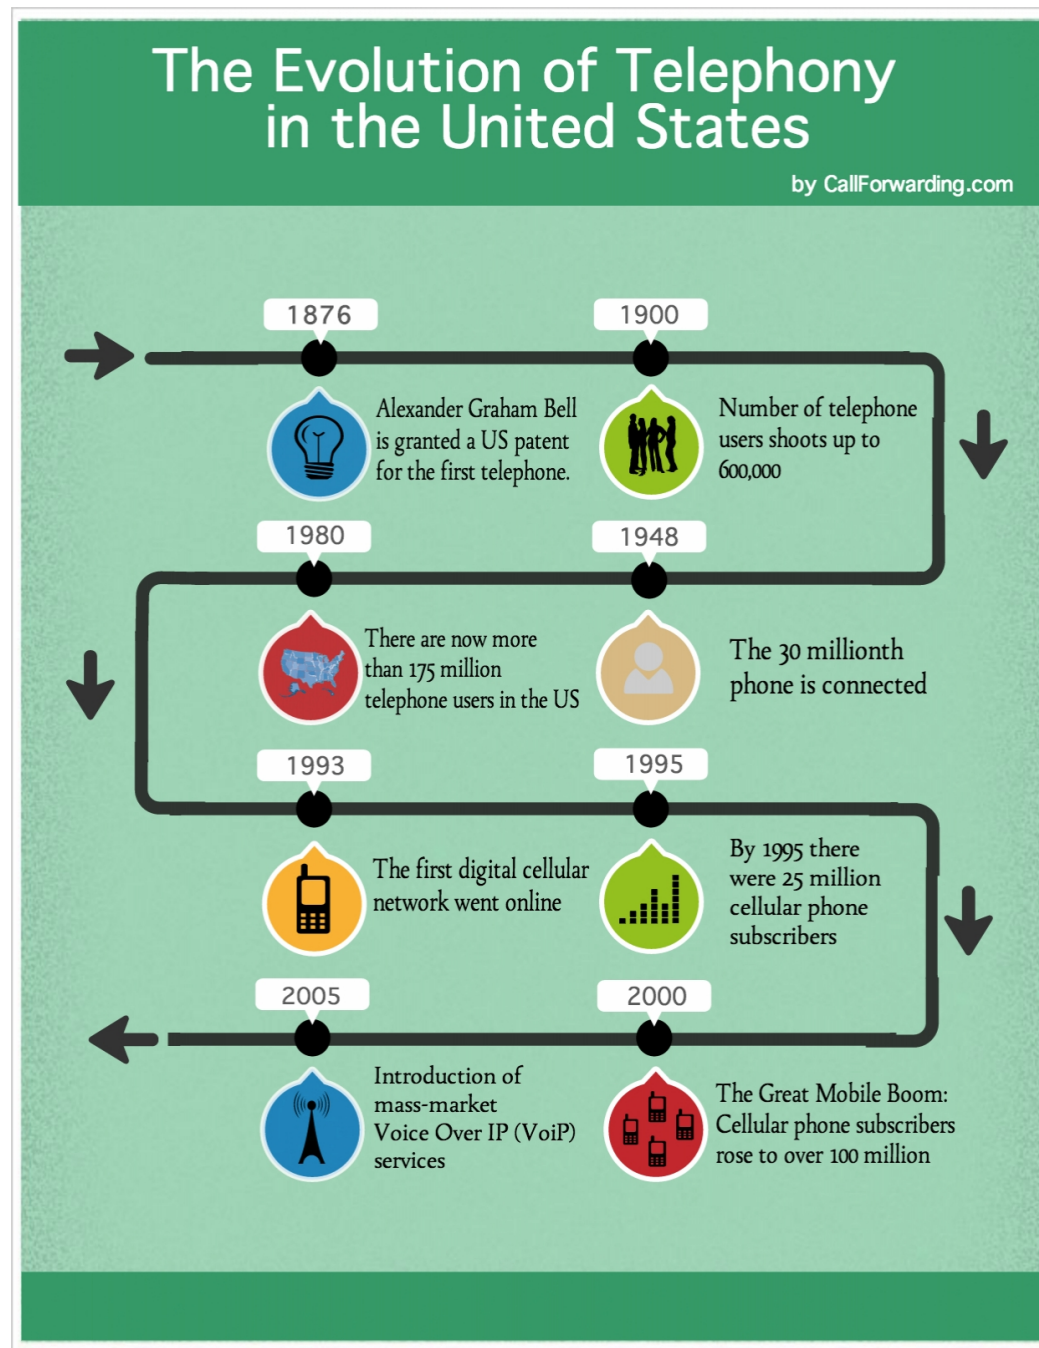 The Evolution of Telephony
in the United States
by CallForwarding.com
1876
Alexander Graham Bell
is granted a US patent
for the first telephone.
1900
Number of telephone
users shoots up to
600,000
1948
The 30 millionth
phone is connected
1980
There are now more
than 175 million
telephone users in the US
1993
The first digital cellular
network went online
1995
By 1995 there
were 25 million
cellular phone
subscribers
2000
The Great Mobile Boom:
Cellular phone subscribers
rose to over 100 million
2005
Introduction of
mass-market
Voice Over IP (VoiP)
services